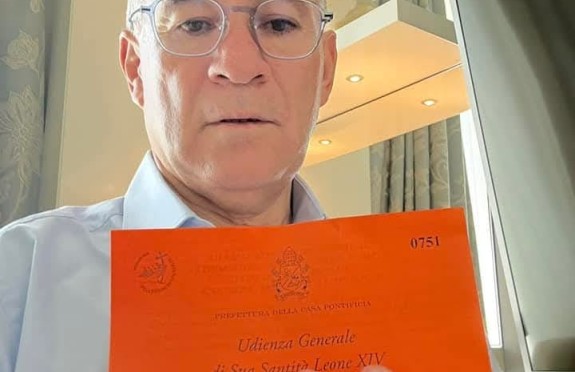 0751
PREFETTURA DELLA CASA PONTIFICIA
Udienza Generale
di Sua Santità Leone XIV